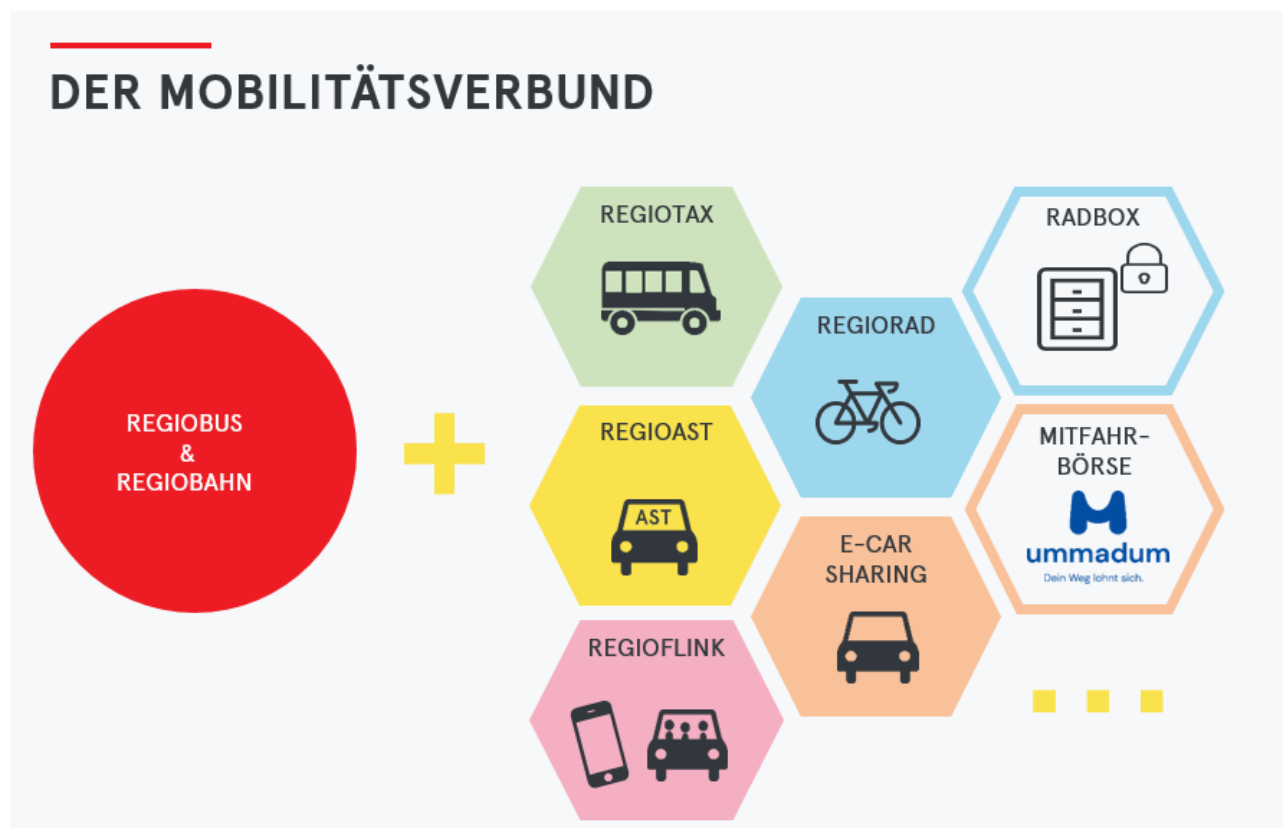 DER MOBILITÄTSVERBUND
REGIOBUS
&
REGIOBAHN
REGIOTAX
REGIOAST
AST
REGIOFLINK
REGIORAD
E-CAR
SHARING
RADBOX
MITFAHR-
BÖRSE
ummadum
Dein Weg lohnt sich.